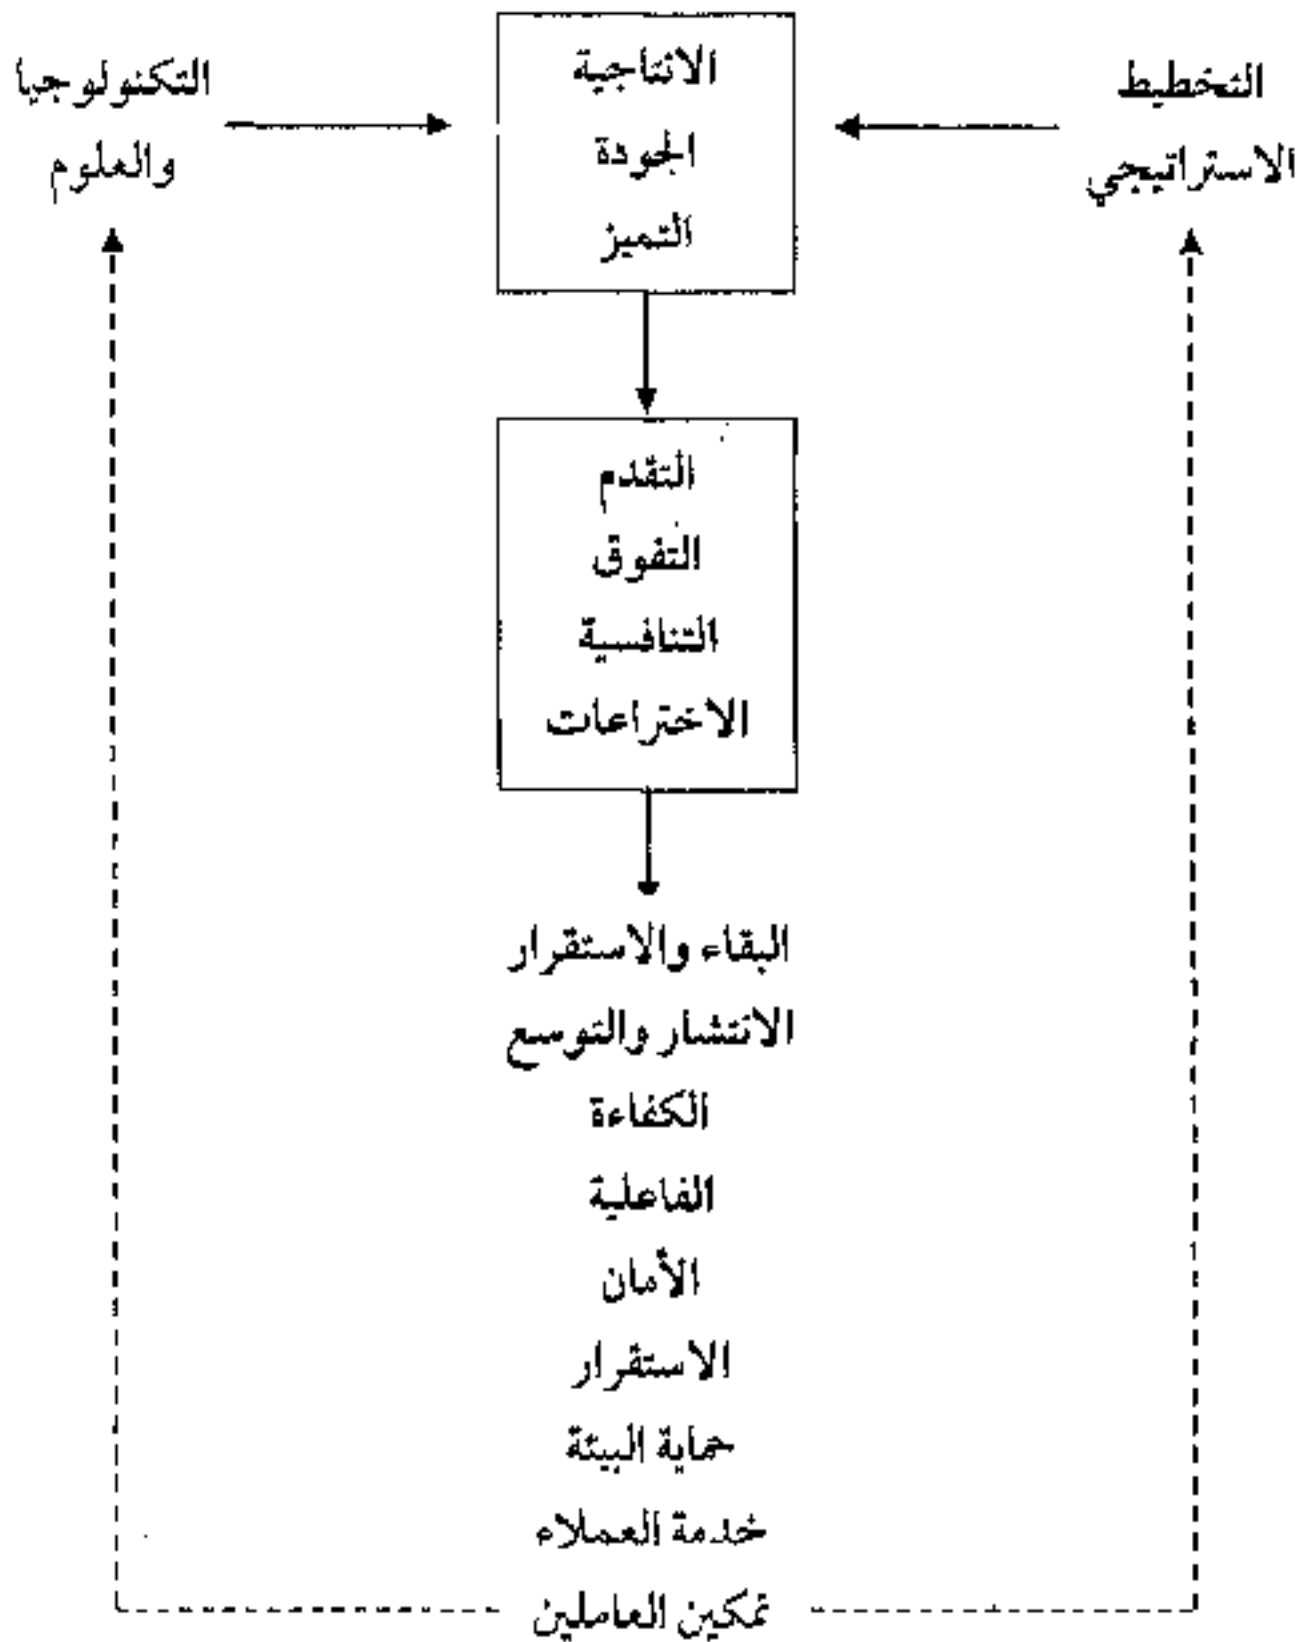 الانتاجية
الجودة
التميز
التخطيط
الاستراتيجي
التكنولوجيا
والعلوم
التقدم
التفوق
التنافسية
الاختراعات
البقاء والاستقرار
الانتشار والتوسع
الكفاءة
الفاعلية
الأمان
الاستقرار
حماية البيئة
خدمة العملاء
تمكين العاملين